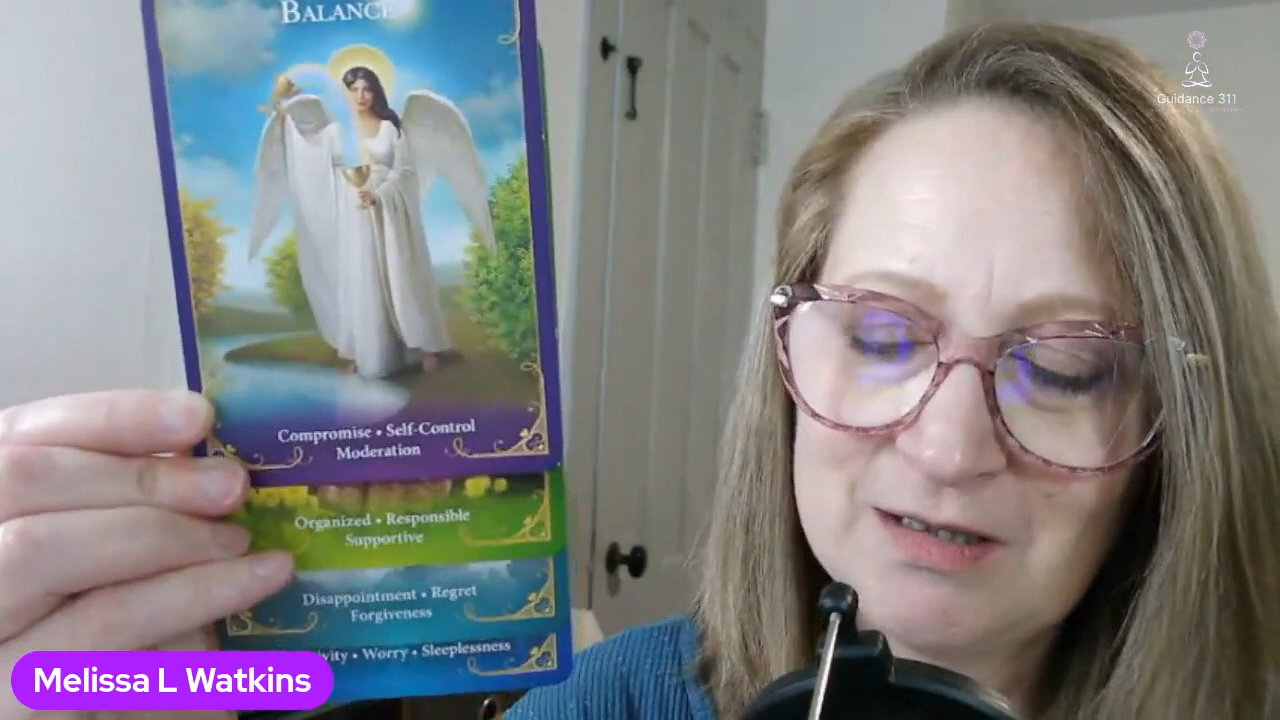 BALANCE
Guidance 311
Compromise • Self-Control
Moderation
Organized • Responsible
Supportive
Disappointment • Regret
Forgiveness
Worry • Sleeplessness
Melissa L Watkins